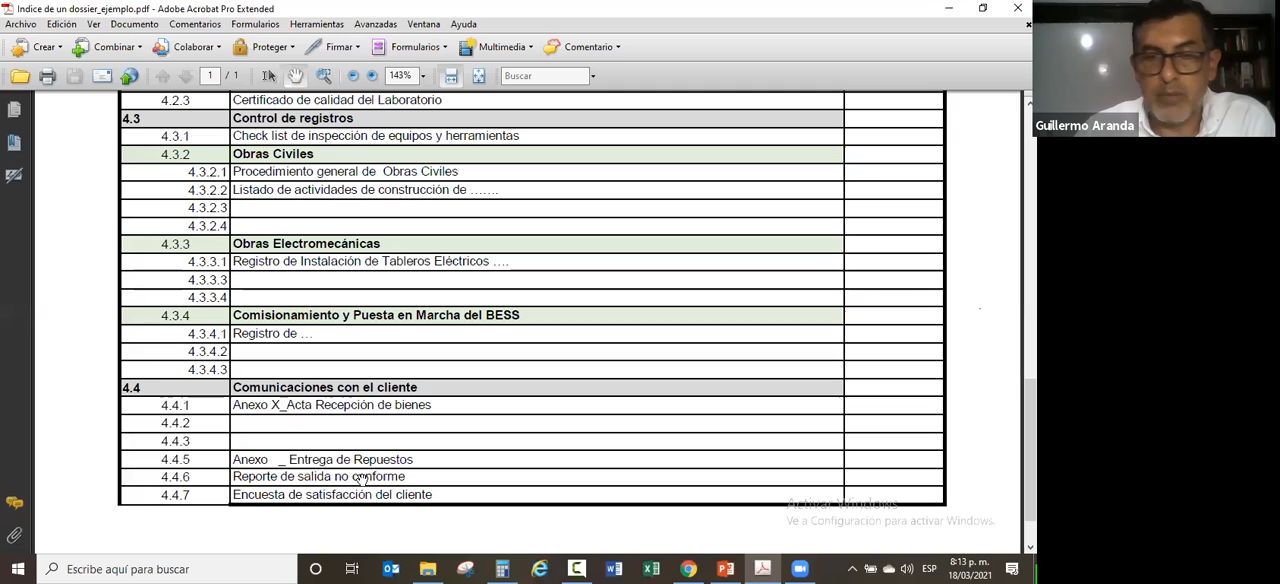 Indice de un dossier_ejemplo.pdf - Adobe Acrobat Pro Extended
Archivo Edición Ver Documento Comentarios Formularios Herramientas Avanzadas Ventana Ayuda
Crear Combinar Colaborar Proteger Firmar Formularios Multimedia Comentario
1 / 1 143% Buscar
4.2.3 Certificado de calidad del Laboratorio
4.3 Control de registros
4.3.1 Check list de inspección de equipos y herramientas
4.3.2 Obras Civiles
4.3.2.1 Procedimiento general de Obras Civiles
4.3.2.2 Listado de actividades de construcción de …….
4.3.2.3
4.3.2.4
4.3.3 Obras Electromecánicas
4.3.3.1 Registro de Instalación de Tableros Eléctricos ….
4.3.3.3
4.3.3.4
4.3.4 Comisionamiento y Puesta en Marcha del BESS
4.3.4.1 Registro de …
4.3.4.2
4.3.4.3
4.4 Comunicaciones con el cliente
4.4.1 Anexo X_Acta Recepción de bienes
4.4.2
4.4.3
4.4.5 Anexo _ Entrega de Repuestos
4.4.6 Reporte de salida no conforme
4.4.7 Encuesta de satisfacción del cliente
Activar Windows
Ve a Configuración para activar Windows.
Guillermo Aranda
Escribe aquí para buscar
ESP
8:13 p. m.
18/03/2021